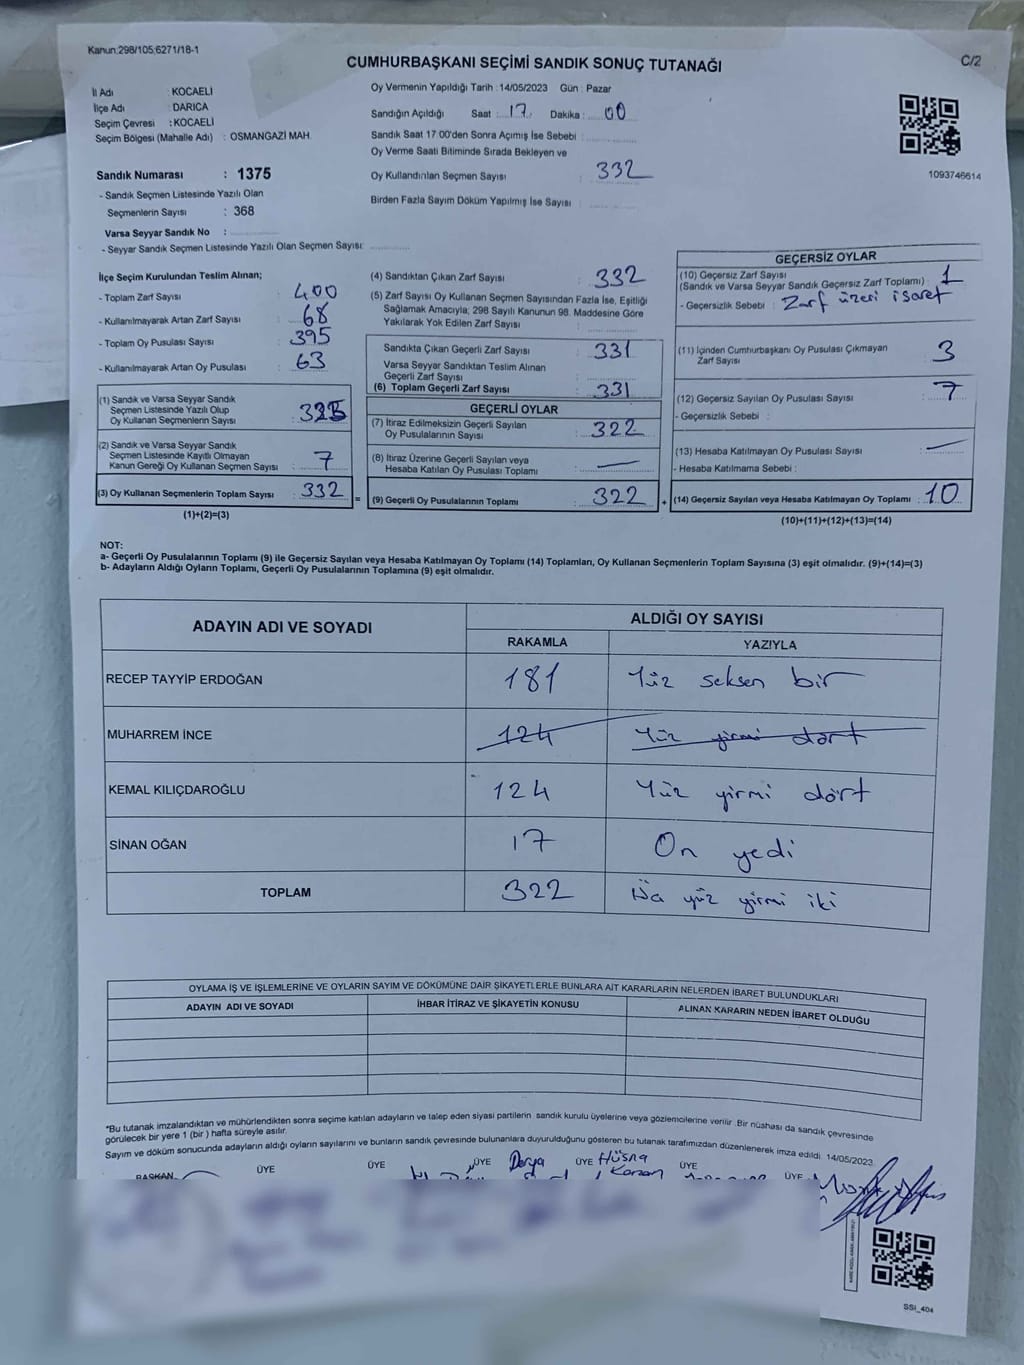 Kanun:298/105;6271/18-1
CUMHURBAŞKANI SEÇİMİ SANDIK SONUÇ TUTANAĞI
C/2
İl Adı : KOCAELİ
İlçe Adı : DARICA
Seçim Çevresi : KOCAELİ
Seçim Bölgesi (Mahalle Adı) : OSMANGAZİ MAH.
Oy Vermenin Yapıldığı Tarih : 14/05/2023 Gün : Pazar
Sandığın Açıldığı Saat : 17 Dakika : 00
Sandık Saat 17:00'den Sonra Açımış İse Sebebi :
Oy Verme Saati Bitiminde Sırada Bekleyen ve
Oy Kullandırılan Seçmen Sayısı : 332
Birden Fazla Sayım Döküm Yapılmış İse Sayısı :
1093746614
Sandık Numarası : 1375
- Sandık Seçmen Listesinde Yazılı Olan
Seçmenlerin Sayısı : 368
Varsa Seyyar Sandık No :
- Seyyar Sandık Seçmen Listesinde Yazılı Olan Seçmen Sayısı:
İlçe Seçim Kurulundan Teslim Alınan;
- Toplam Zarf Sayısı : 400
- Kullanılmayarak Artan Zarf Sayısı : 68
- Toplam Oy Pusulası Sayısı : 395
- Kullanılmayarak Artan Oy Pusulası : 63
(1) Sandık ve Varsa Seyyar Sandık
Seçmen Listesinde Yazılı Olup
Oy Kullanan Seçmenlerin Sayısı : 325
(2) Sandık ve Varsa Seyyar Sandık
Seçmen Listesinde Kayıtlı Olmayan
Kanun Gereği Oy Kullanan Seçmen Sayısı : 7
(3) Oy Kullanan Seçmenlerin Toplam Sayısı : 332
(1)+(2)=(3)
(4) Sandıktan Çıkan Zarf Sayısı : 332
(5) Zarf Sayısı Oy Kullanan Seçmen Sayısından Fazla İse, Eşitliği
Sağlamak Amacıyla; 298 Sayılı Kanunun 98. Maddesine Göre
Yakılarak Yok Edilen Zarf Sayısı :
Sandıkta Çıkan Geçerli Zarf Sayısı : 331
Varsa Seyyar Sandıktan Teslim Alınan
Geçerli Zarf Sayısı :
(6) Toplam Geçerli Zarf Sayısı : 331
GEÇERLİ OYLAR
(7) İtiraz Edilmeksizin Geçerli Sayılan
Oy Pusulalarının Sayısı : 322
(8) İtiraz Üzerine Geçerli Sayılan veya
Hesaba Katılan Oy Pusulası Toplamı : —
= (9) Geçerli Oy Pusulalarının Toplamı : 322
GEÇERSİZ OYLAR
(10) Geçersiz Zarf Sayısı
(Sandık ve Varsa Seyyar Sandık Geçersiz Zarf Toplamı) : 1
- Geçersizlik Sebebi : Zarf üzeri işaret
(11) İçinden Cumhurbaşkanı Oy Pusulası Çıkmayan
Zarf Sayısı : 3
(12) Geçersiz Sayılan Oy Pusulası Sayısı : 7
- Geçersizlik Sebebi :
(13) Hesaba Katılmayan Oy Pusulası Sayısı : —
- Hesaba Katılmama Sebebi :
+ (14) Geçersiz Sayılan veya Hesaba Katılmayan Oy Toplamı : 10
(10)+(11)+(12)+(13)=(14)
NOT:
a- Geçerli Oy Pusulalarının Toplamı (9) ile Geçersiz Sayılan veya Hesaba Katılmayan Oy Toplamı (14) Toplamları, Oy Kullanan Seçmenlerin Toplam Sayısına (3) eşit olmalıdır. (9)+(14)=(3)
b- Adayların Aldığı Oyların Toplamı, Geçerli Oy Pusulalarının Toplamına (9) eşit olmalıdır.
ADAYIN ADI VE SOYADI
ALDIĞI OY SAYISI
RAKAMLA YAZIYLA
RECEP TAYYİP ERDOĞAN 181 Yüz seksen bir
MUHARREM İNCE 124 Yüz yirmi dört
KEMAL KILIÇDAROĞLU 124 Yüz yirmi dört
SİNAN OĞAN 17 On yedi
TOPLAM 322 yüz yirmi iki
OYLAMA İŞ VE İŞLEMLERİNE VE OYLARIN SAYIM VE DÖKÜMÜNE DAİR ŞİKAYETLERLE BUNLARA AİT KARARLARIN NELERDEN İBARET BULUNDUKLARI
ADAYIN ADI VE SOYADI İHBAR İTİRAZ VE ŞİKAYETİN KONUSU ALINAN KARARIN NEDEN İBARET OLDUĞU
*Bu tutanak imzalandıktan ve mühürlendikten sonra seçime katılan adayların ve talep eden siyasi partilerin sandık kurulu üyelerine veya gözlemcilerine verilir. Bir nüshası da sandık çevresinde
görülecek bir yere 1 (bir ) hafta süreyle asılır.
Sayım ve döküm sonucunda adayların aldığı oyların sayılarını ve bunların sandık çevresinde bulunanlara duyurulduğunu gösteren bu tutanak tarafımızdan düzenlenerek imza edildi. 14/05/2023
BAŞKAN ÜYE ÜYE ÜYE Derya ÜYE Hüsna ÜYE ÜYE
SSI_404